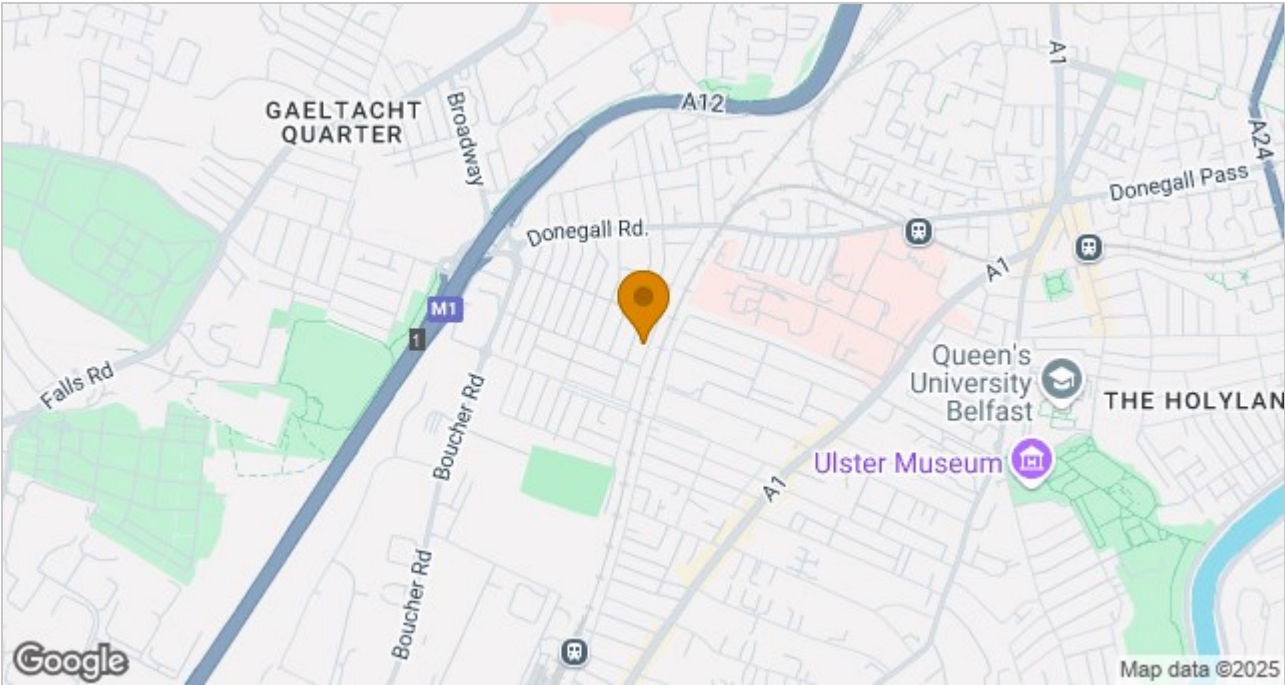 GAELTACHT
QUARTER
Broadway
A12
A1
A24
Donegall Pass
Donegall Rd.
A1
M1
1
Falls Rd
Boucher Rd
Queen's
University
Belfast
THE HOLYLAN
Ulster Museum
A1
Boucher Rd
Google
Map data ©2025